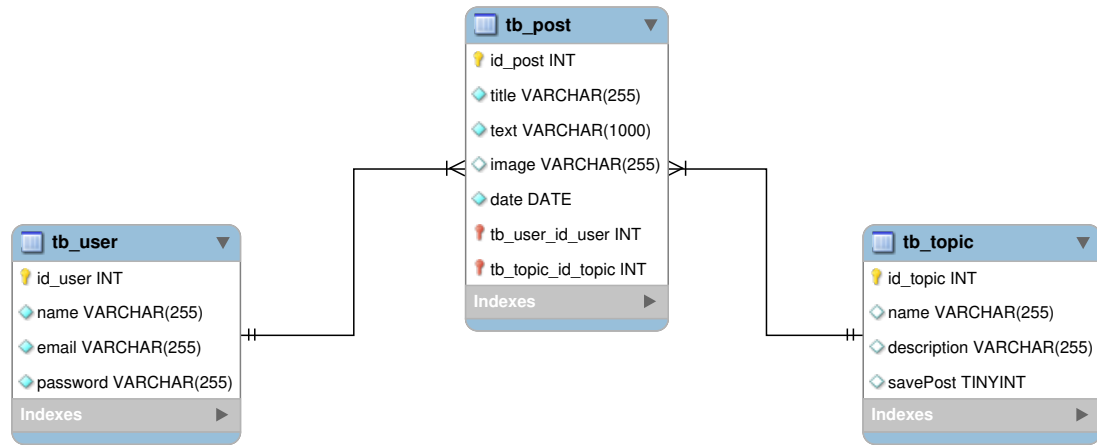 tb_post
id_post INT
title VARCHAR(255)
text VARCHAR(1000)
image VARCHAR(255)
date DATE
tb_user_id_user INT
tb_topic_id_topic INT
Indexes
tb_user
id_user INT
name VARCHAR(255)
email VARCHAR(255)
password VARCHAR(255)
Indexes
tb_topic
id_topic INT
name VARCHAR(255)
description VARCHAR(255)
savePost TINYINT
Indexes